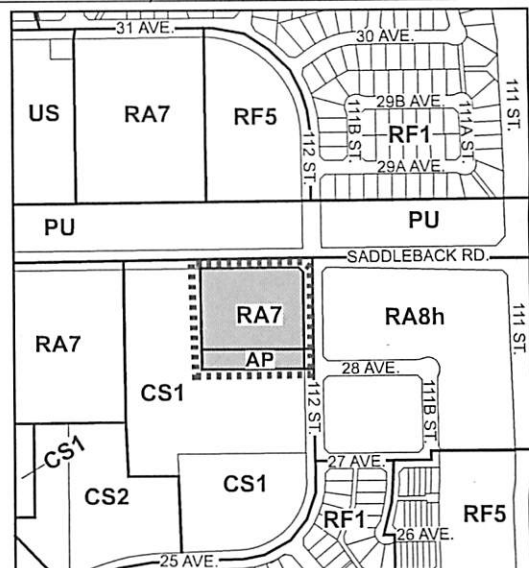 31 AVE.
30 AVE.
US
RA7
RF5
29B AVE.
111B ST.
RF1
111A ST.
111 ST.
112 ST.
29A AVE.
PU
PU
SADDLEBACK RD.
RA7
RA7
RA8h
111 ST.
AP
28 AVE.
CS1
112 ST.
111B ST.
CS1
27 AVE.
CS2
CS1
RF1
RF5
26 AVE.
25 AVE.